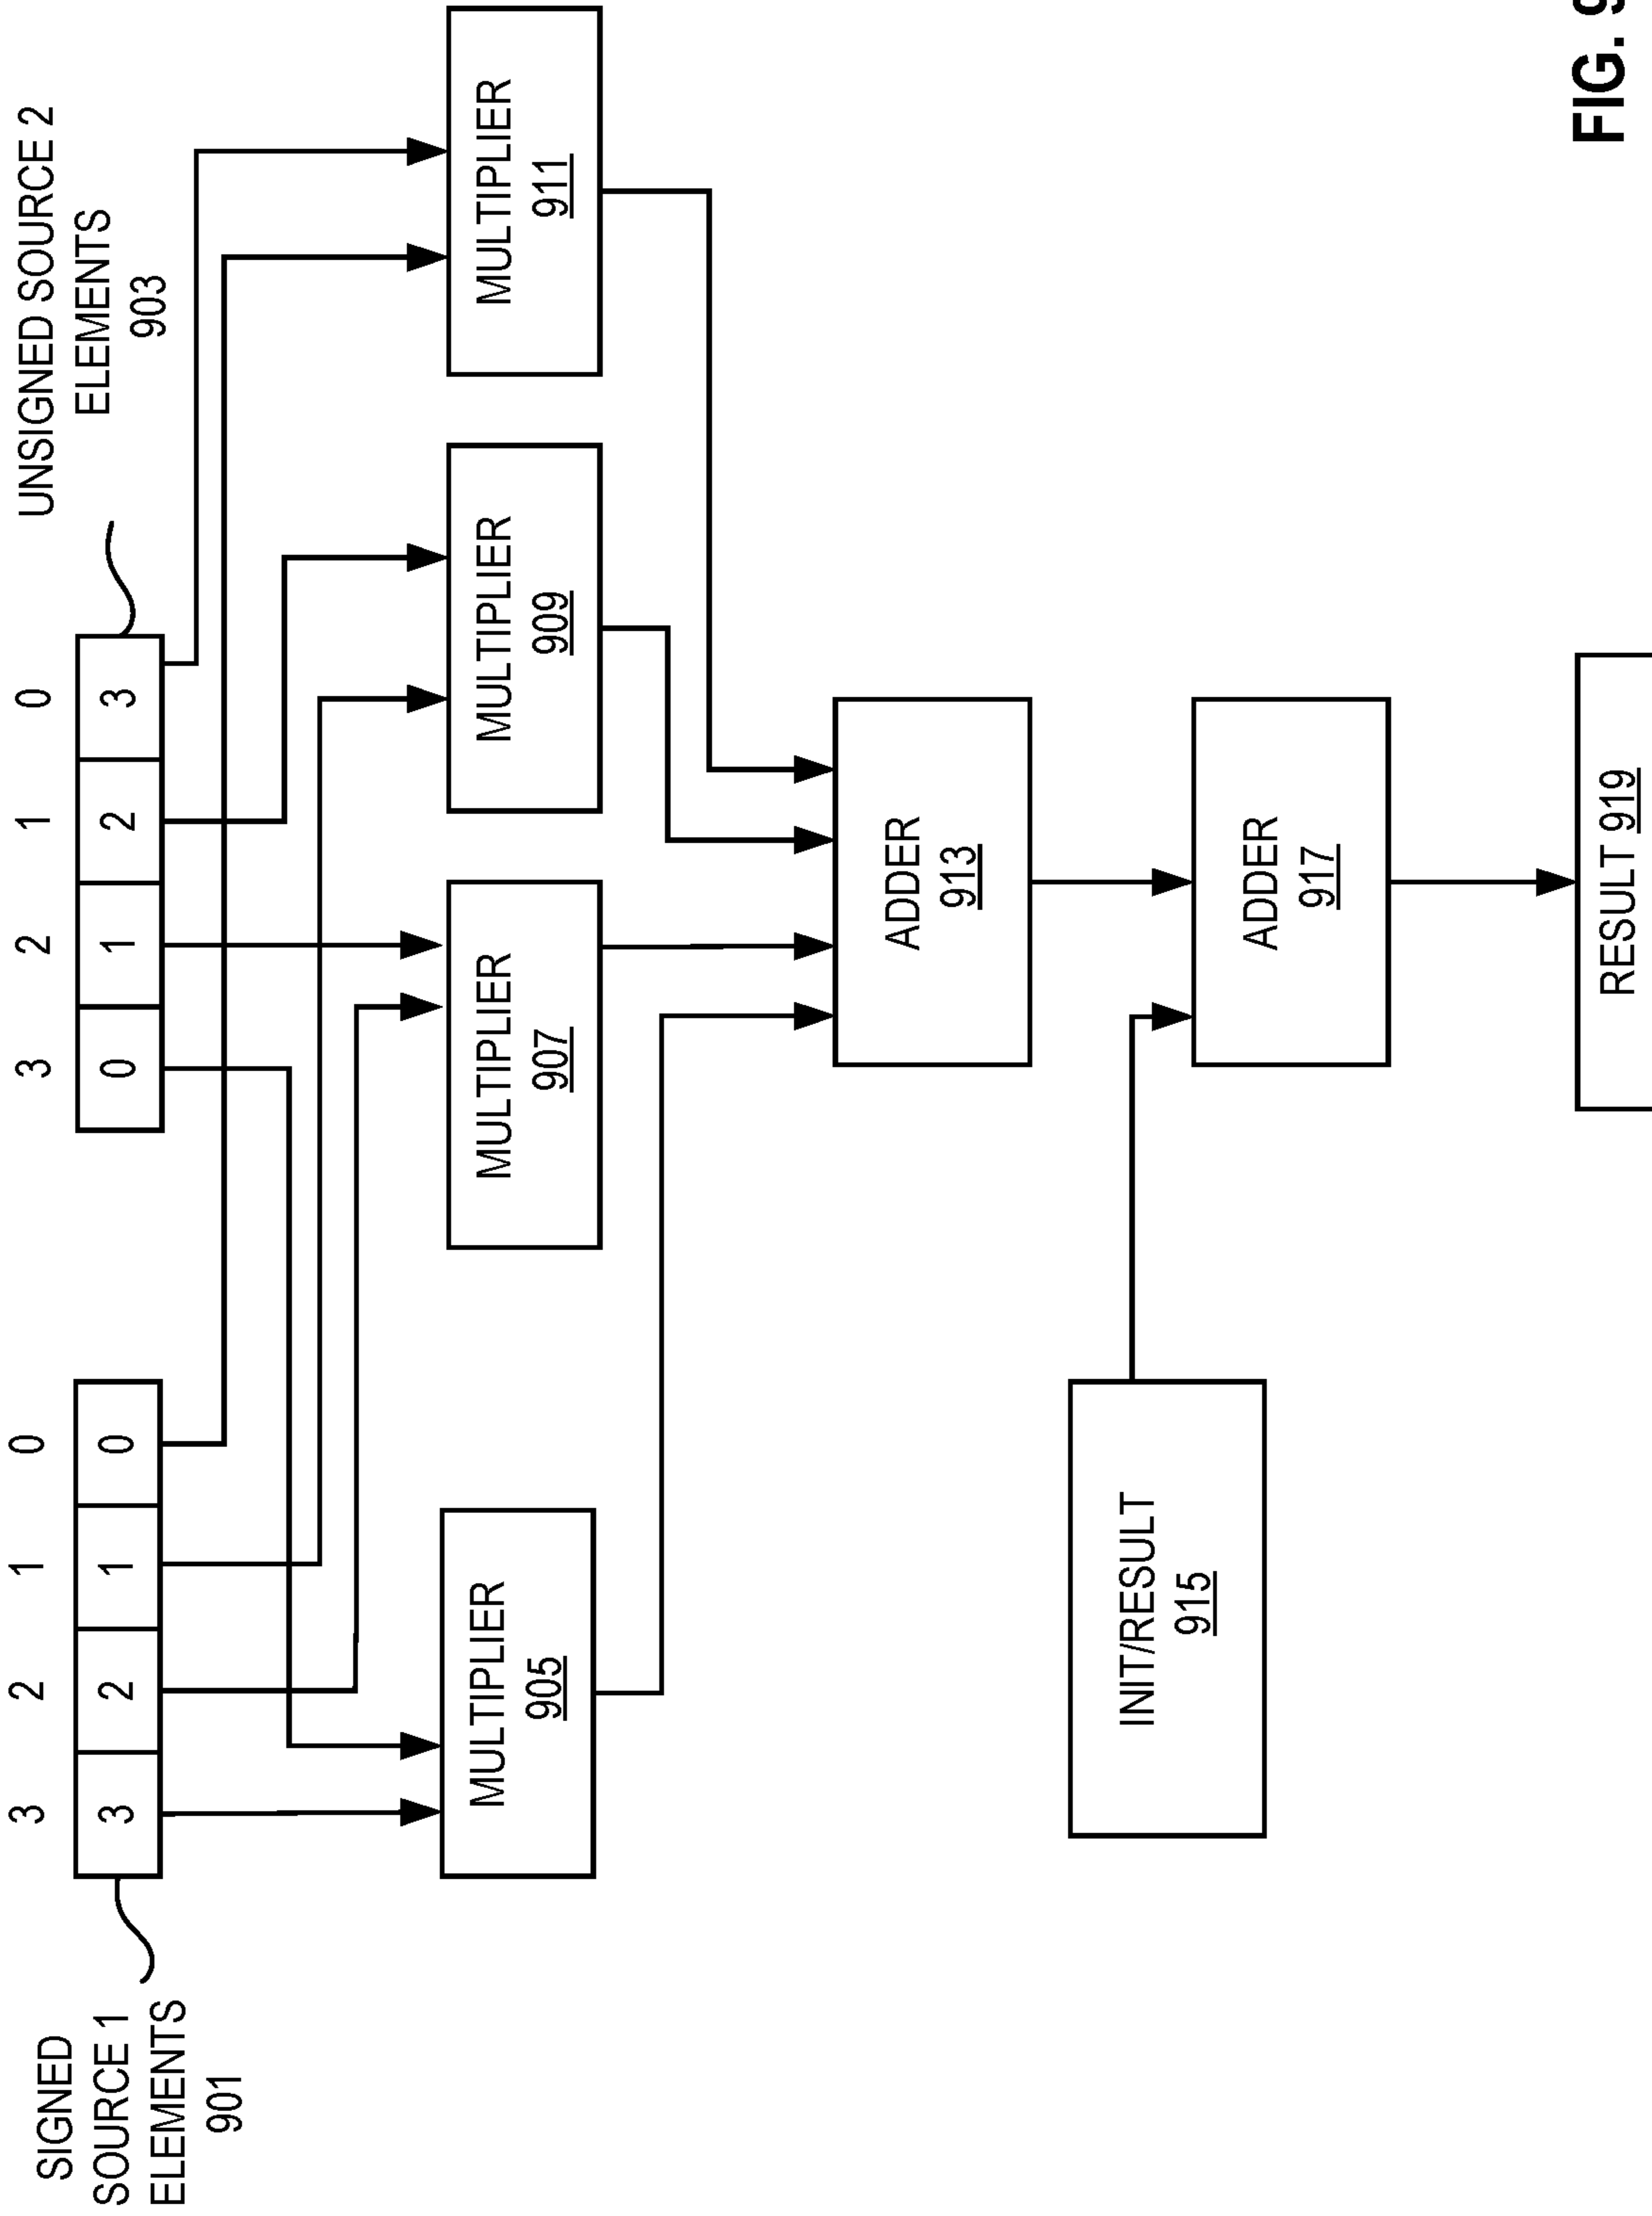 UNSIGNED SOURCE 2
ELEMENTS
903
SIGNED
SOURCE 1
ELEMENTS
901
3 2 1 0
3 2 1 0
3 2 1 0
0 1 2 3
MULTIPLIER
905
MULTIPLIER
907
MULTIPLIER
909
MULTIPLIER
911
ADDER
913
INIT/RESULT
915
ADDER
917
RESULT 919
FIG. 9